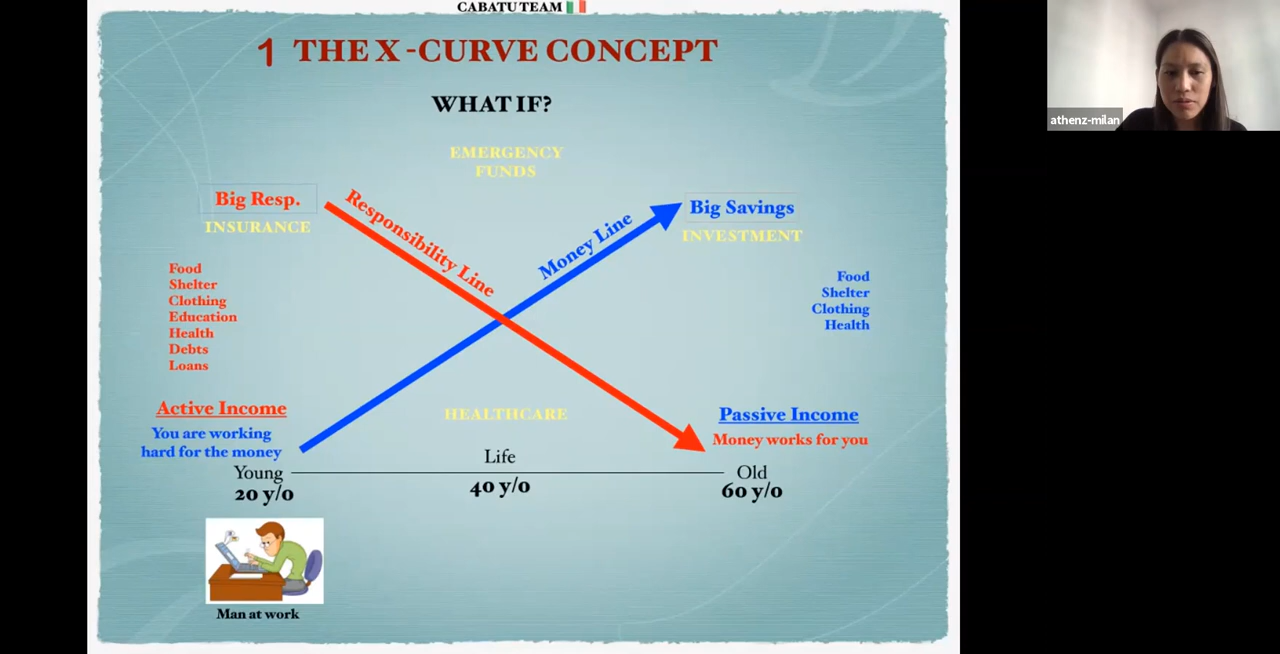 CABATU TEAM 🇮🇹
1 THE X - CURVE CONCEPT
WHAT IF?
EMERGENCY
FUNDS
Big Resp.
INSURANCE
Responsibility Line
Money Line
Big Savings
INVESTMENT
Food
Shelter
Clothing
Education
Health
Debts
Loans
Food
Shelter
Clothing
Health
Active Income
You are working
hard for the money
HEALTHCARE
Passive Income
Money works for you
Young
20 y/o
Life
40 y/o
Old
60 y/o
Man at work
athenz-milan